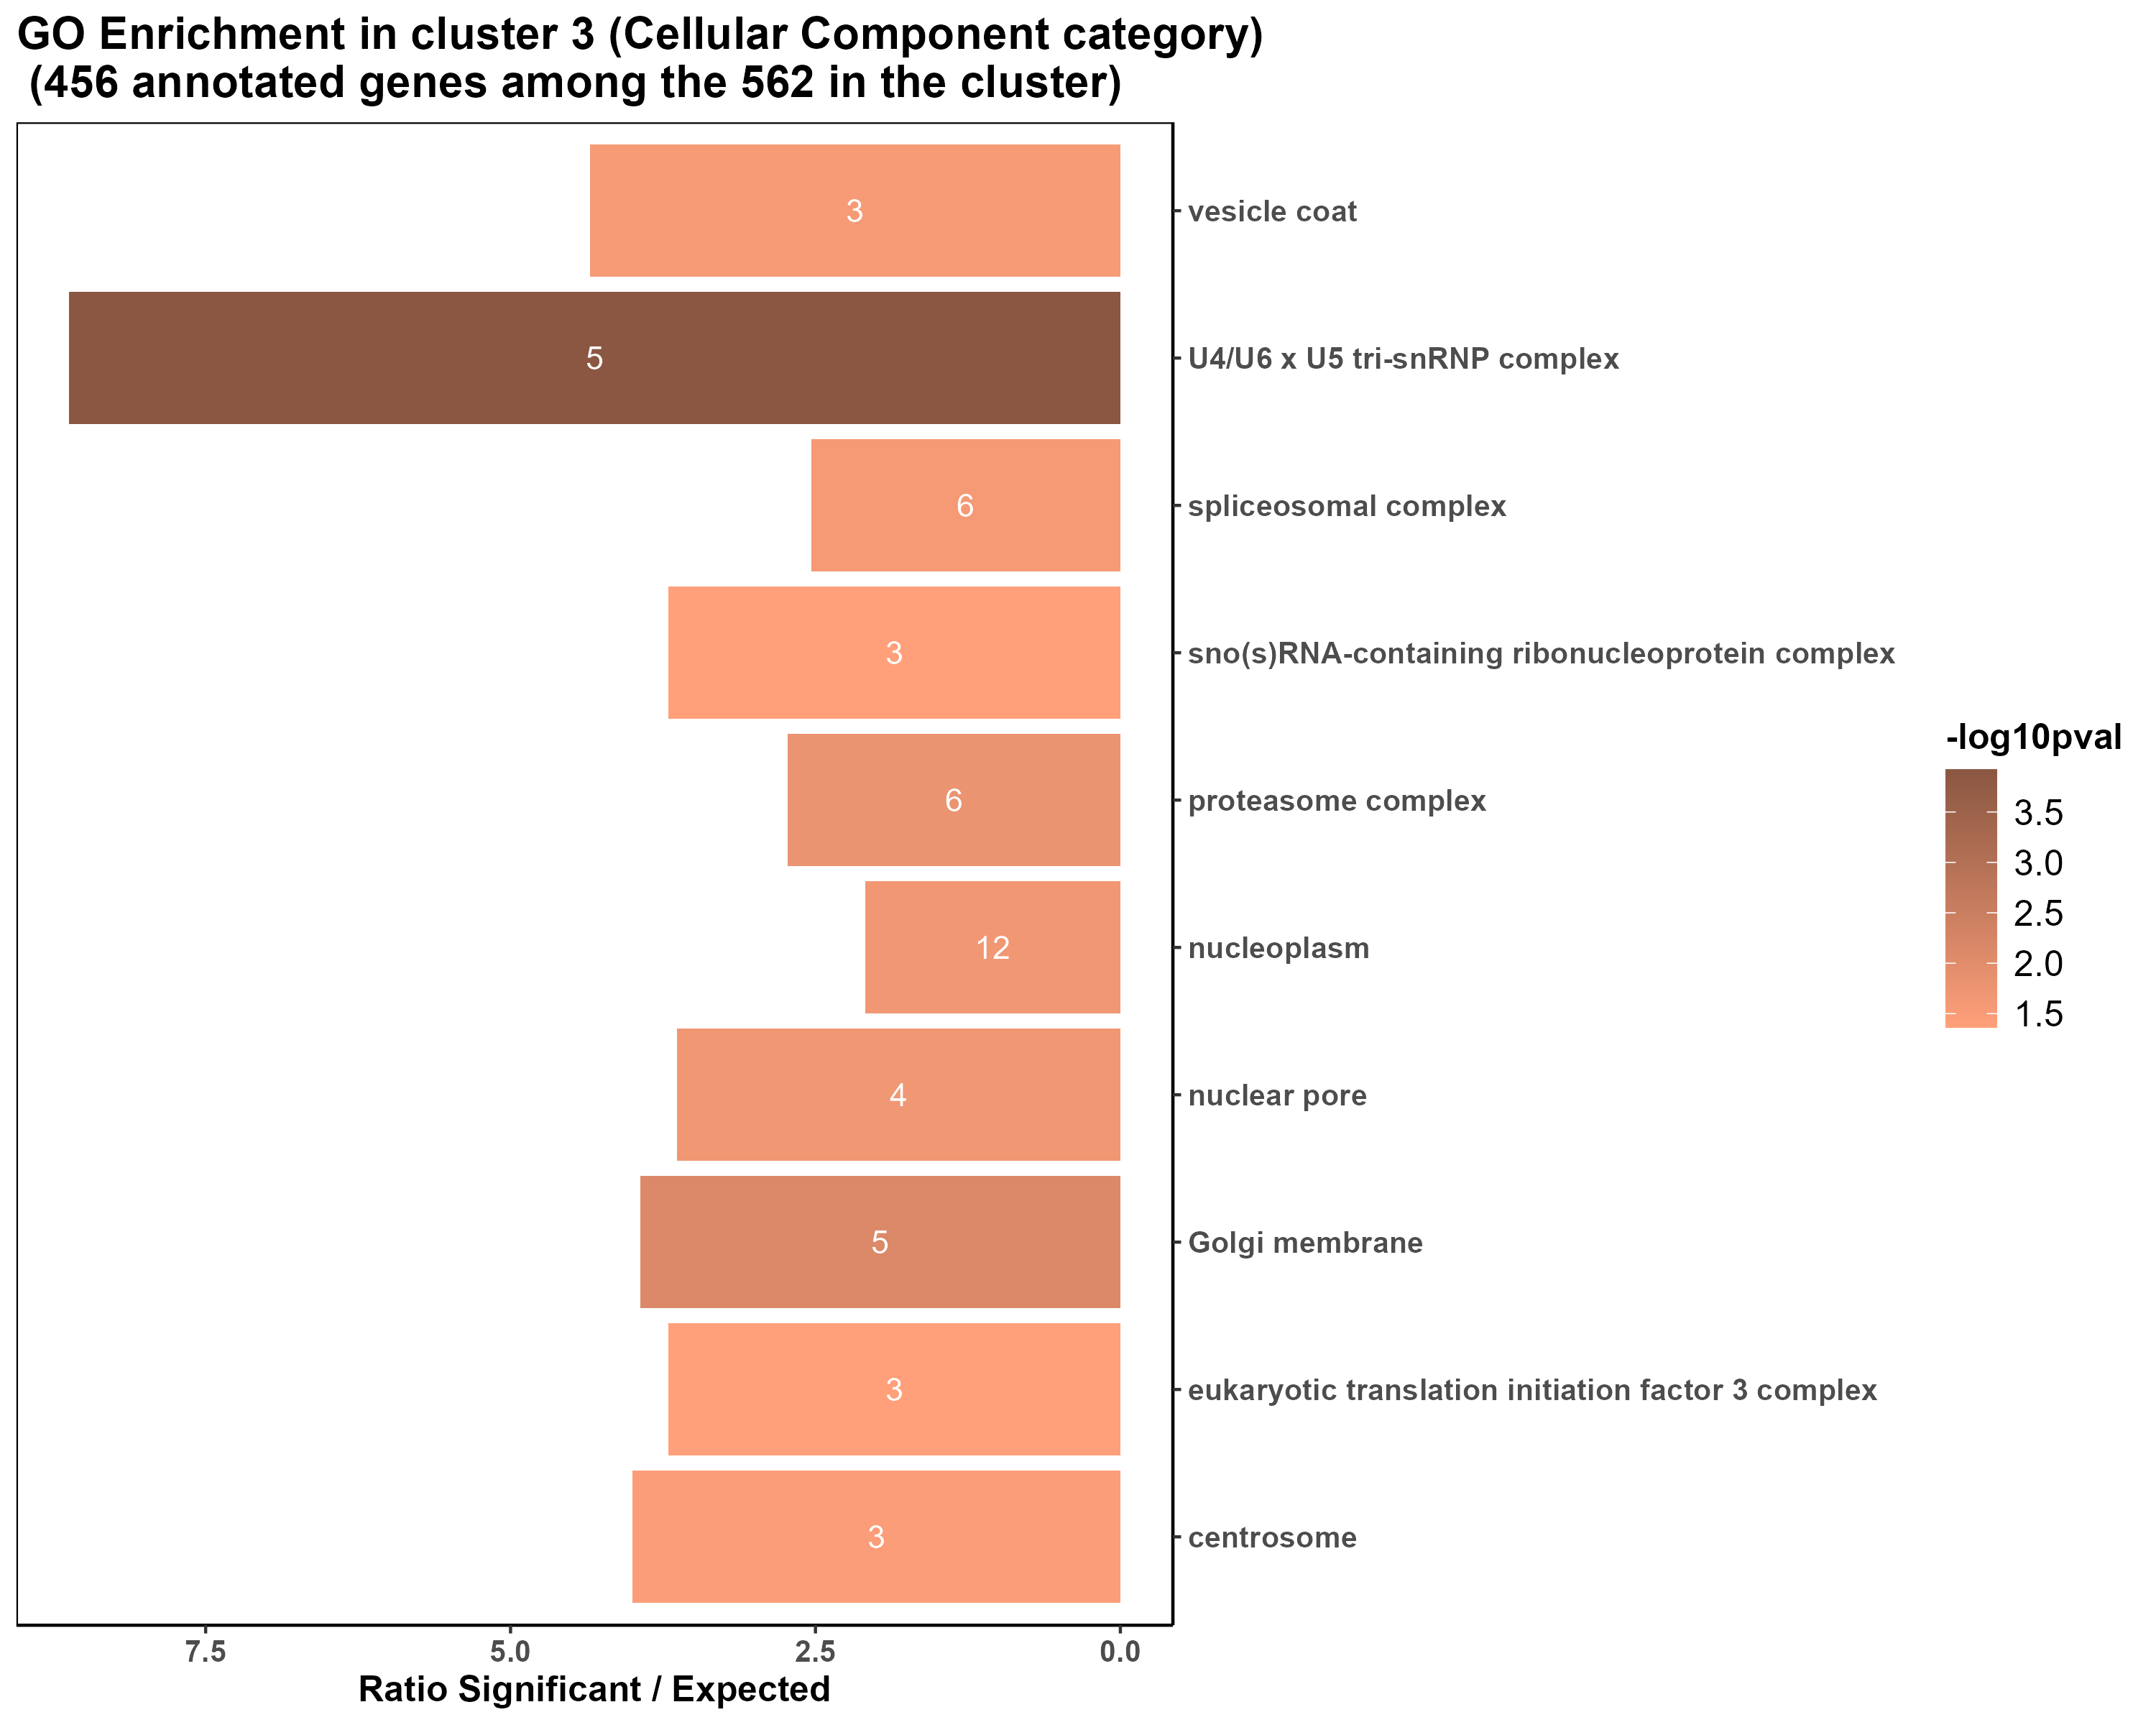 GO Enrichment in cluster 3 (Cellular Component category)
(456 annotated genes among the 562 in the cluster)
3 vesicle coat
5 U4/U6 x U5 tri-snRNP complex
6 spliceosomal complex
3 sno(s)RNA-containing ribonucleoprotein complex
6 proteasome complex
12 nucleoplasm
4 nuclear pore
5 Golgi membrane
3 eukaryotic translation initiation factor 3 complex
3 centrosome
7.5 5.0 2.5 0.0
Ratio Significant / Expected
-log10pval
3.5
3.0
2.5
2.0
1.5